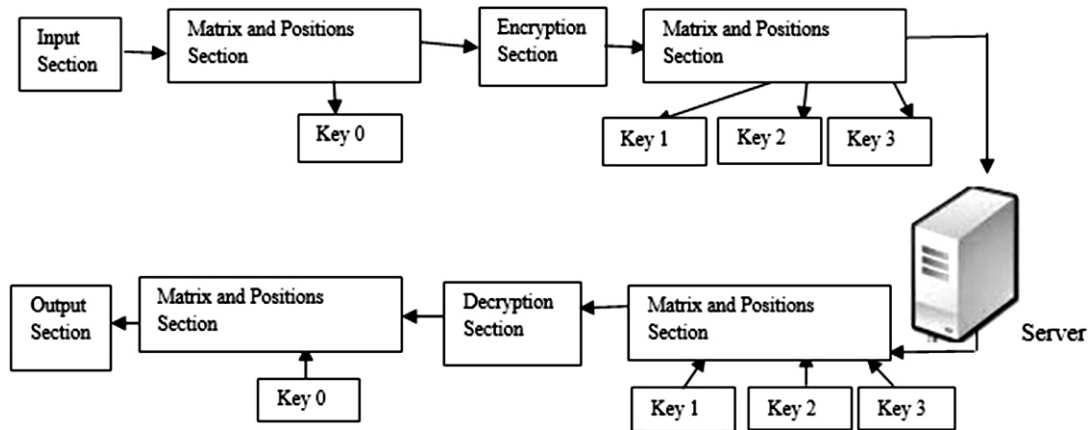 Input
Section
Matrix and Positions
Section
Encryption
Section
Matrix and Positions
Section
Key 0
Key 1
Key 2
Key 3
Output
Section
Matrix and Positions
Section
Decryption
Section
Matrix and Positions
Section
Server
Key 0
Key 1
Key 2
Key 3